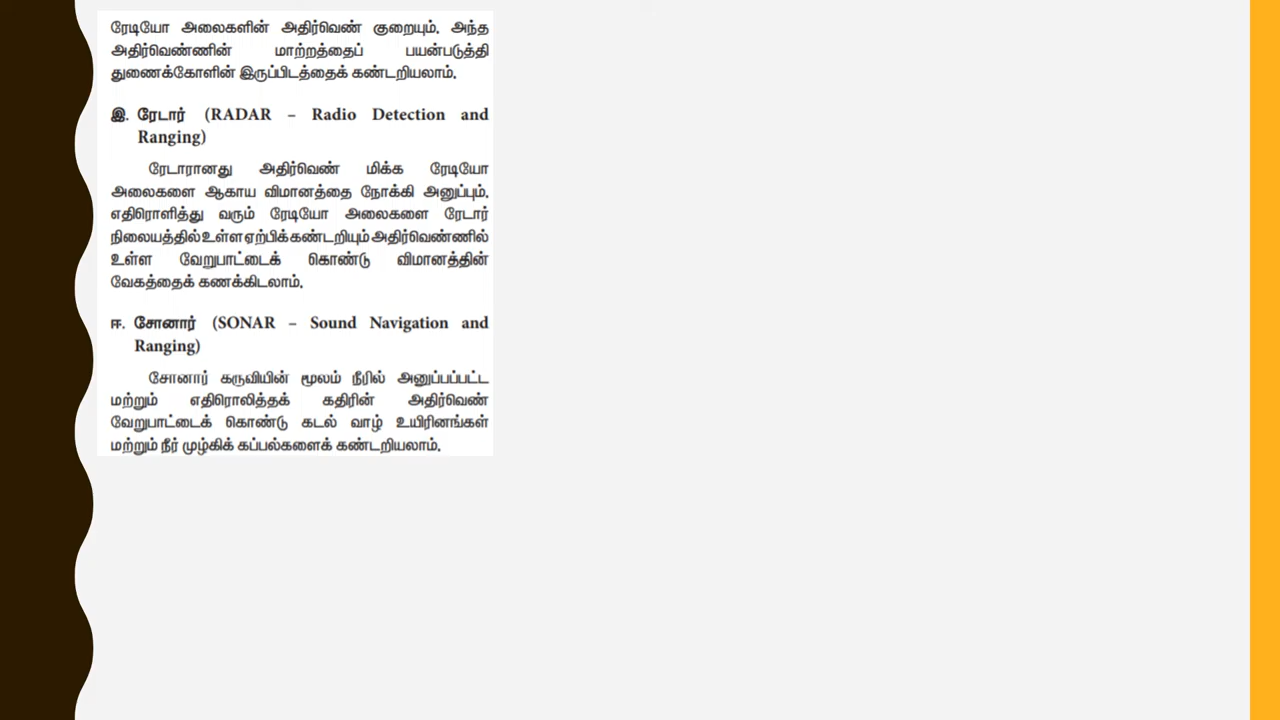 ரேடியோ அலைகளின் அதிர்வெண் குறையும். அந்த
அதிர்வெண்ணின் மாற்றத்தைப் பயன்படுத்தி
துணைக்கோளின் இருப்பிடத்தைக் கண்டறியலாம்.
இ. ரேடார் (RADAR – Radio Detection and
Ranging)
ரேடாரானது அதிர்வெண் மிக்க ரேடியோ
அலைகளை ஆகாய விமானத்தை நோக்கி அனுப்பும்.
எதிரொளித்து வரும் ரேடியோ அலைகளை ரேடார்
நிலையத்தில் உள்ள ஏற்பிக் கண்டறியும் அதிர்வெண்ணில்
உள்ள வேறுபாட்டைக் கொண்டு விமானத்தின்
வேகத்தைக் கணக்கிடலாம்.
ஈ. சோனார் (SONAR – Sound Navigation and
Ranging)
சோனார் கருவியின் மூலம் நீரில் அனுப்பப்பட்ட
மற்றும் எதிரொலித்தக் கதிரின் அதிர்வெண்
வேறுபாட்டைக் கொண்டு கடல் வாழ் உயிரினங்கள்
மற்றும் நீர் முழ்கிக் கப்பல்களைக் கண்டறியலாம்.